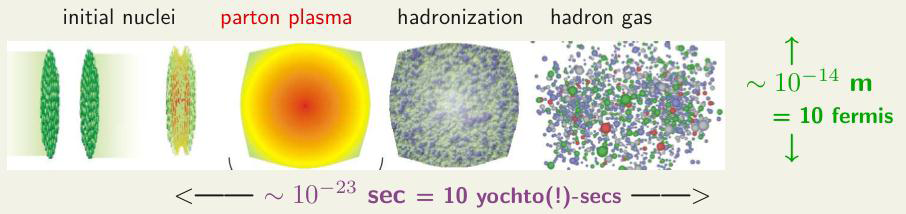 initial nuclei parton plasma hadronization hadron gas
↑
∼ 10⁻¹⁴ m
= 10 fermis
↓
<—— ∼ 10⁻²³ sec = 10 yochto(!)-secs ——>